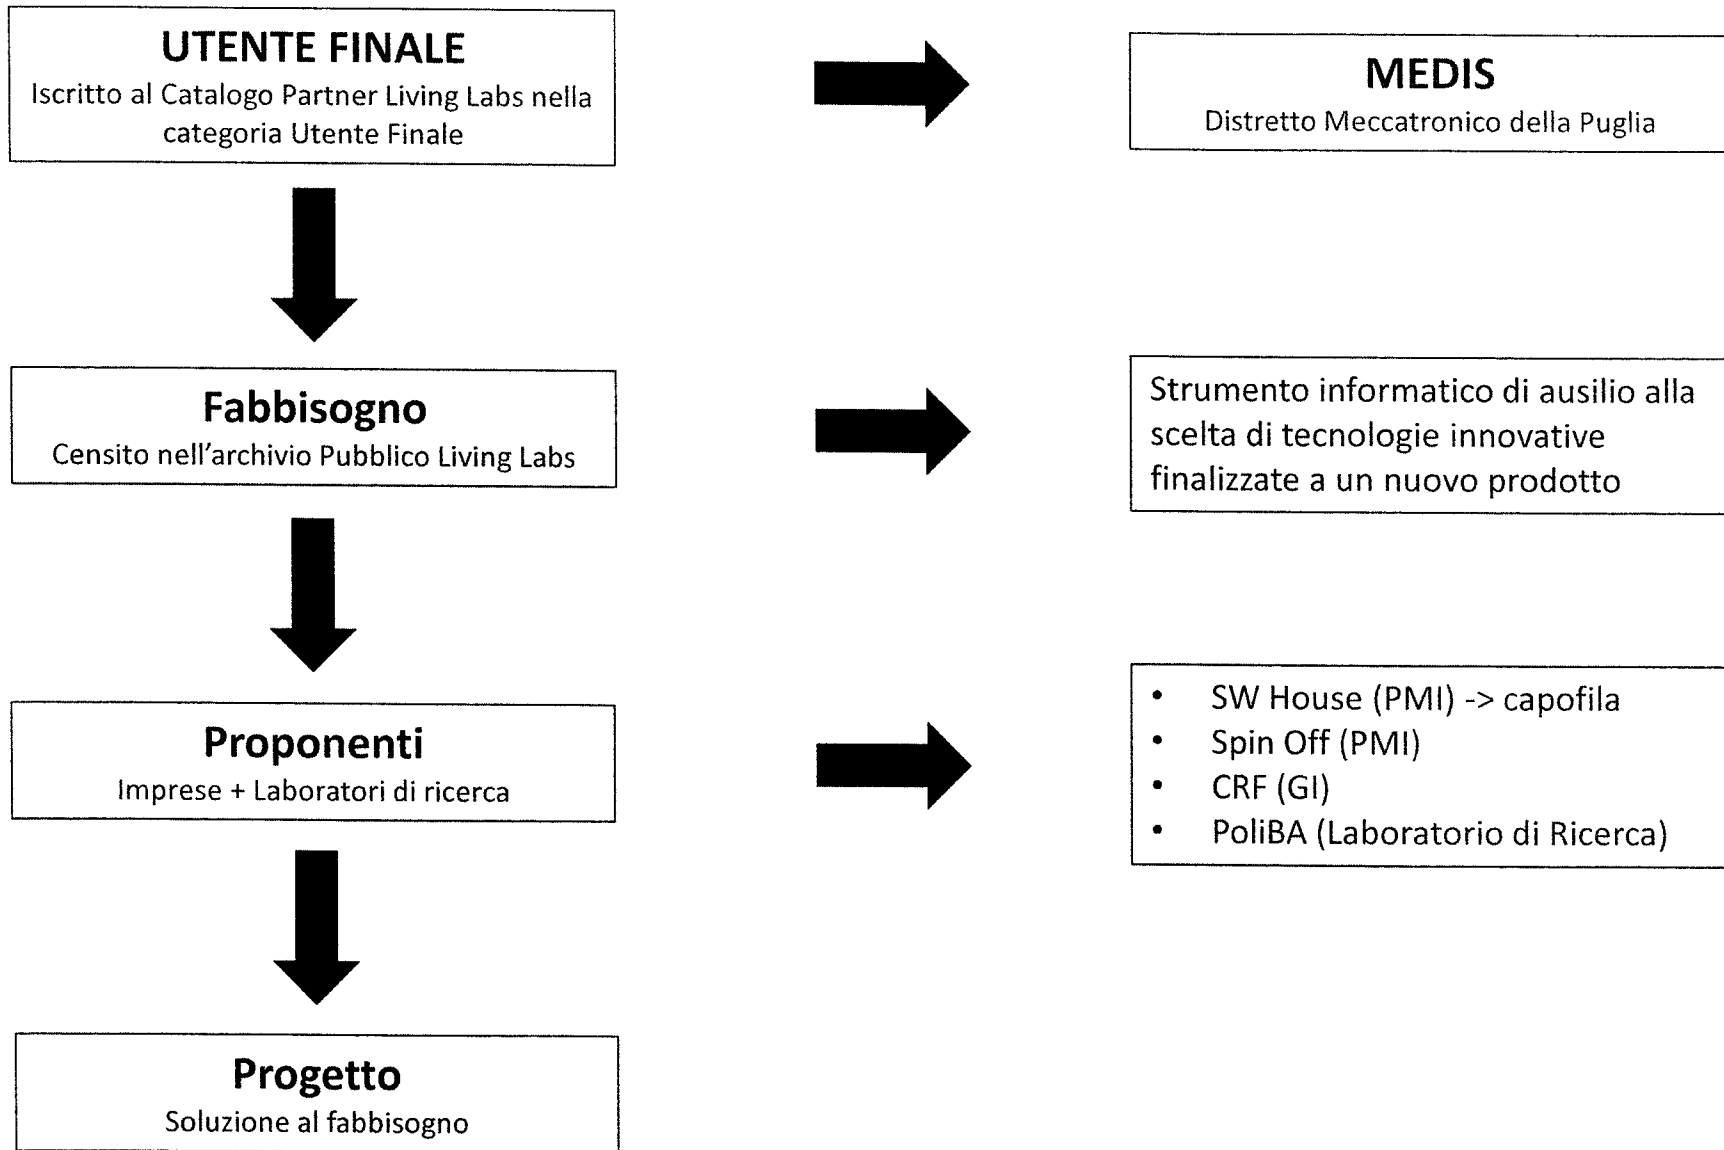 UTENTE FINALE
Iscritto al Catalogo Partner Living Labs nella
categoria Utente Finale
MEDIS
Distretto Meccatronico della Puglia
Fabbisogno
Censito nell'archivio Pubblico Living Labs
Strumento informatico di ausilio alla
scelta di tecnologie innovative
finalizzate a un nuovo prodotto
Proponenti
Imprese + Laboratori di ricerca
• SW House (PMI) -> capofila
• Spin Off (PMI)
• CRF (GI)
• PoliBA (Laboratorio di Ricerca)
Progetto
Soluzione al fabbisogno